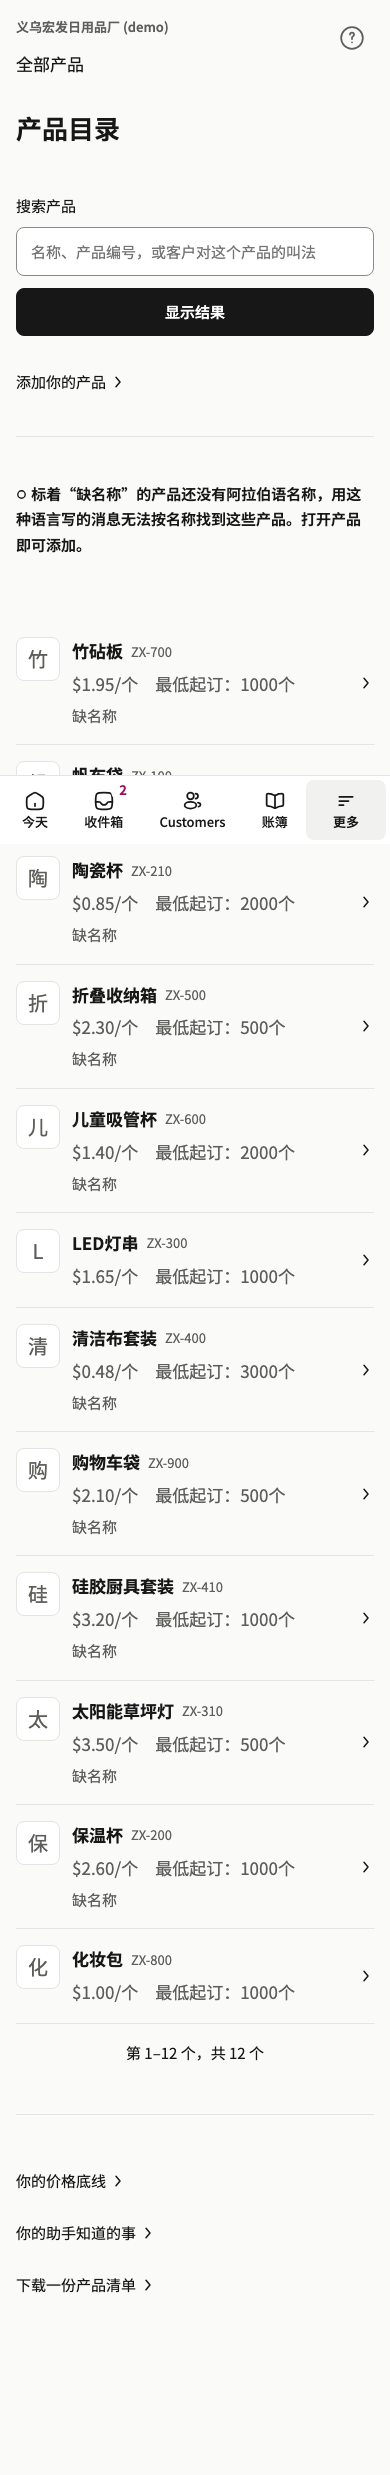 义乌宏发日用品厂 (demo)
全部产品
产品目录
搜索产品
名称、产品编号，或客户对这个产品的叫法
显示结果
添加你的产品
标着“缺名称”的产品还没有阿拉伯语名称，用这
种语言写的消息无法按名称找到这些产品。打开产品
即可添加。
竹
竹砧板 ZX-700
$1.95/个 最低起订：1000个
缺名称
帆布袋 ZX-100
2
今天
收件箱
Customers
账簿
更多
陶
陶瓷杯 ZX-210
$0.85/个 最低起订：2000个
缺名称
折
折叠收纳箱 ZX-500
$2.30/个 最低起订：500个
缺名称
儿
儿童吸管杯 ZX-600
$1.40/个 最低起订：2000个
缺名称
L
LED灯串 ZX-300
$1.65/个 最低起订：1000个
清
清洁布套装 ZX-400
$0.48/个 最低起订：3000个
缺名称
购
购物车袋 ZX-900
$2.10/个 最低起订：500个
缺名称
硅
硅胶厨具套装 ZX-410
$3.20/个 最低起订：1000个
缺名称
太
太阳能草坪灯 ZX-310
$3.50/个 最低起订：500个
缺名称
保
保温杯 ZX-200
$2.60/个 最低起订：1000个
缺名称
化
化妆包 ZX-800
$1.00/个 最低起订：1000个
第 1–12 个，共 12 个
你的价格底线
你的助手知道的事
下载一份产品清单